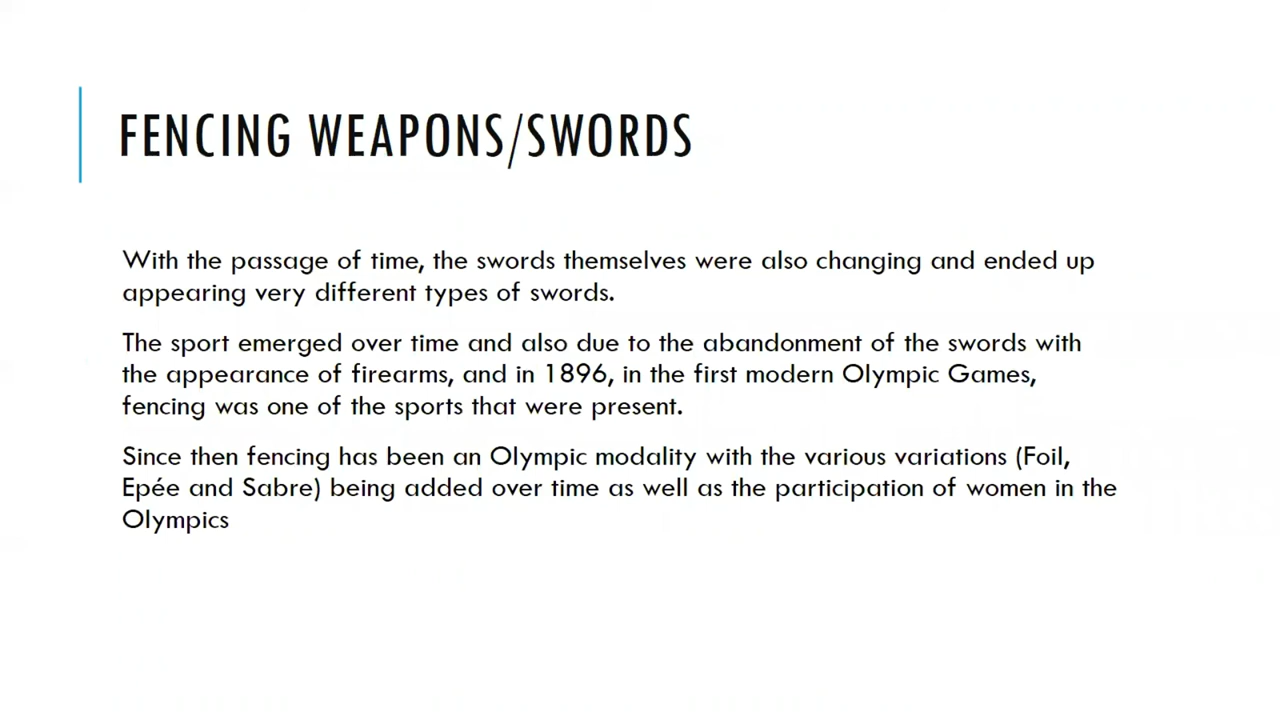 FENCING WEAPONS/SWORDS
With the passage of time, the swords themselves were also changing and ended up
appearing very different types of swords.
The sport emerged over time and also due to the abandonment of the swords with
the appearance of firearms, and in 1896, in the first modern Olympic Games,
fencing was one of the sports that were present.
Since then fencing has been an Olympic modality with the various variations (Foil,
Epée and Sabre) being added over time as well as the participation of women in the
Olympics